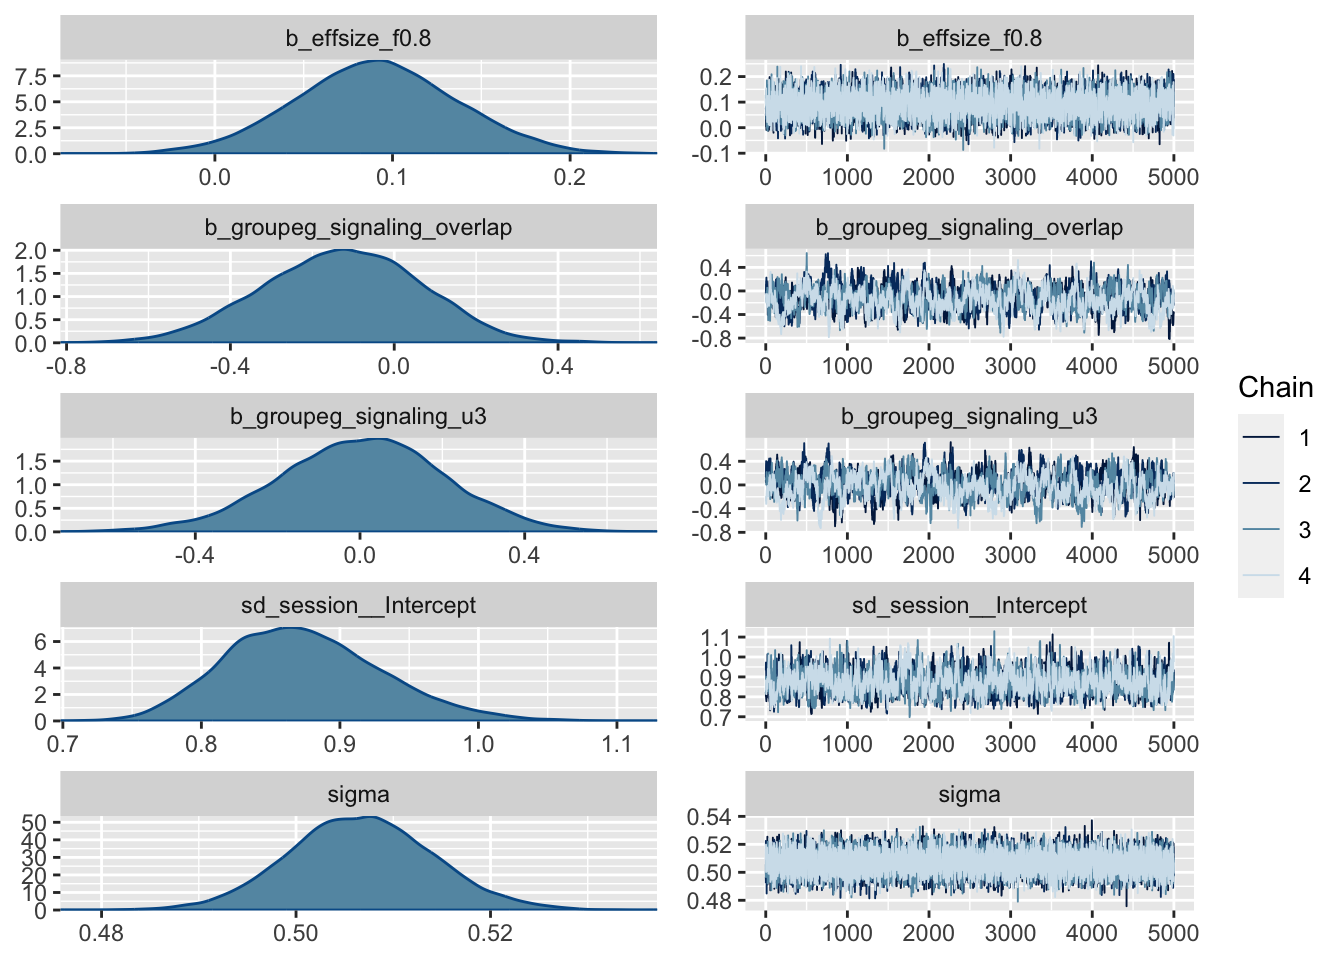 b_effsize_f0.8
b_effsize_f0.8
7.5
5.0
2.5
0.0
0.0 0.1 0.2
0.2
0.1
0.0
-0.1
0 1000 2000 3000 4000 5000
b_groupeg_signaling_overlap
b_groupeg_signaling_overlap
2.0
1.5
1.0
0.5
0.0
-0.8 -0.4 0.0 0.4
0.4
0.0
-0.4
-0.8
0 1000 2000 3000 4000 5000
b_groupeg_signaling_u3
b_groupeg_signaling_u3
1.5
1.0
0.5
0.0
-0.4 0.0 0.4
0.4
0.0
-0.4
-0.8
0 1000 2000 3000 4000 5000
sd_session__Intercept
sd_session__Intercept
6
4
2
0
0.7 0.8 0.9 1.0 1.1
1.1
1.0
0.9
0.8
0.7
0 1000 2000 3000 4000 5000
sigma
sigma
50
40
30
20
10
0
0.48 0.50 0.52
0.54
0.52
0.50
0.48
0 1000 2000 3000 4000 5000
Chain
1
2
3
4